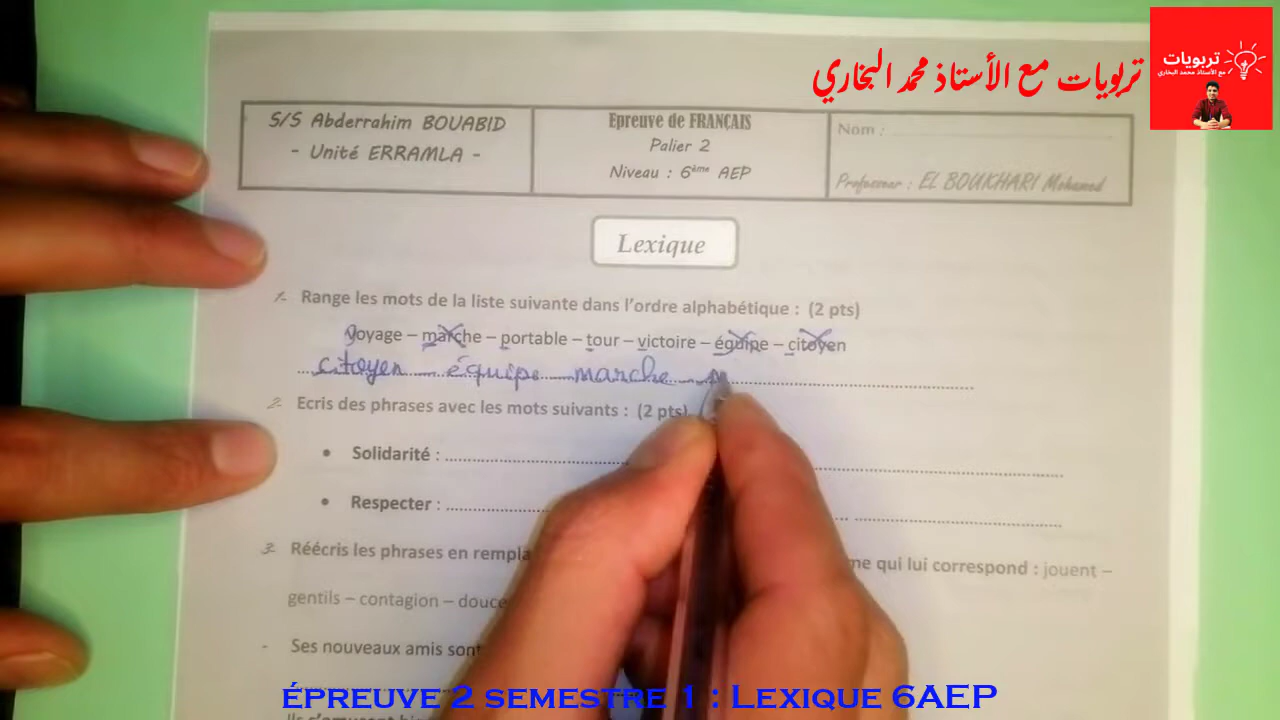 تربويات
مع الأستاذ محمد البخاري
تربويات مع الأستاذ محمد البخاري
S/S Abderrahim BOUABID
- Unité ERRAMLA -
Epreuve de FRANÇAIS
Palier 2
Niveau : 6ème AEP
Nom :
Professeur : EL BOUKHARI Mohamed
Lexique
1- Range les mots de la liste suivante dans l'ordre alphabétique : (2 pts)
voyage – marche – portable – tour – victoire – équipe – citoyen
citoyen équipe marche
2- Ecris des phrases avec les mots suivants : (2 pts)
• Solidarité :
• Respecter :
3- Réécris les phrases en qui lui correspond : jouent –
gentils – contagion –
- Ses nouveaux amis sont
épreuve 2 semestre 1 : Lexique 6AEP